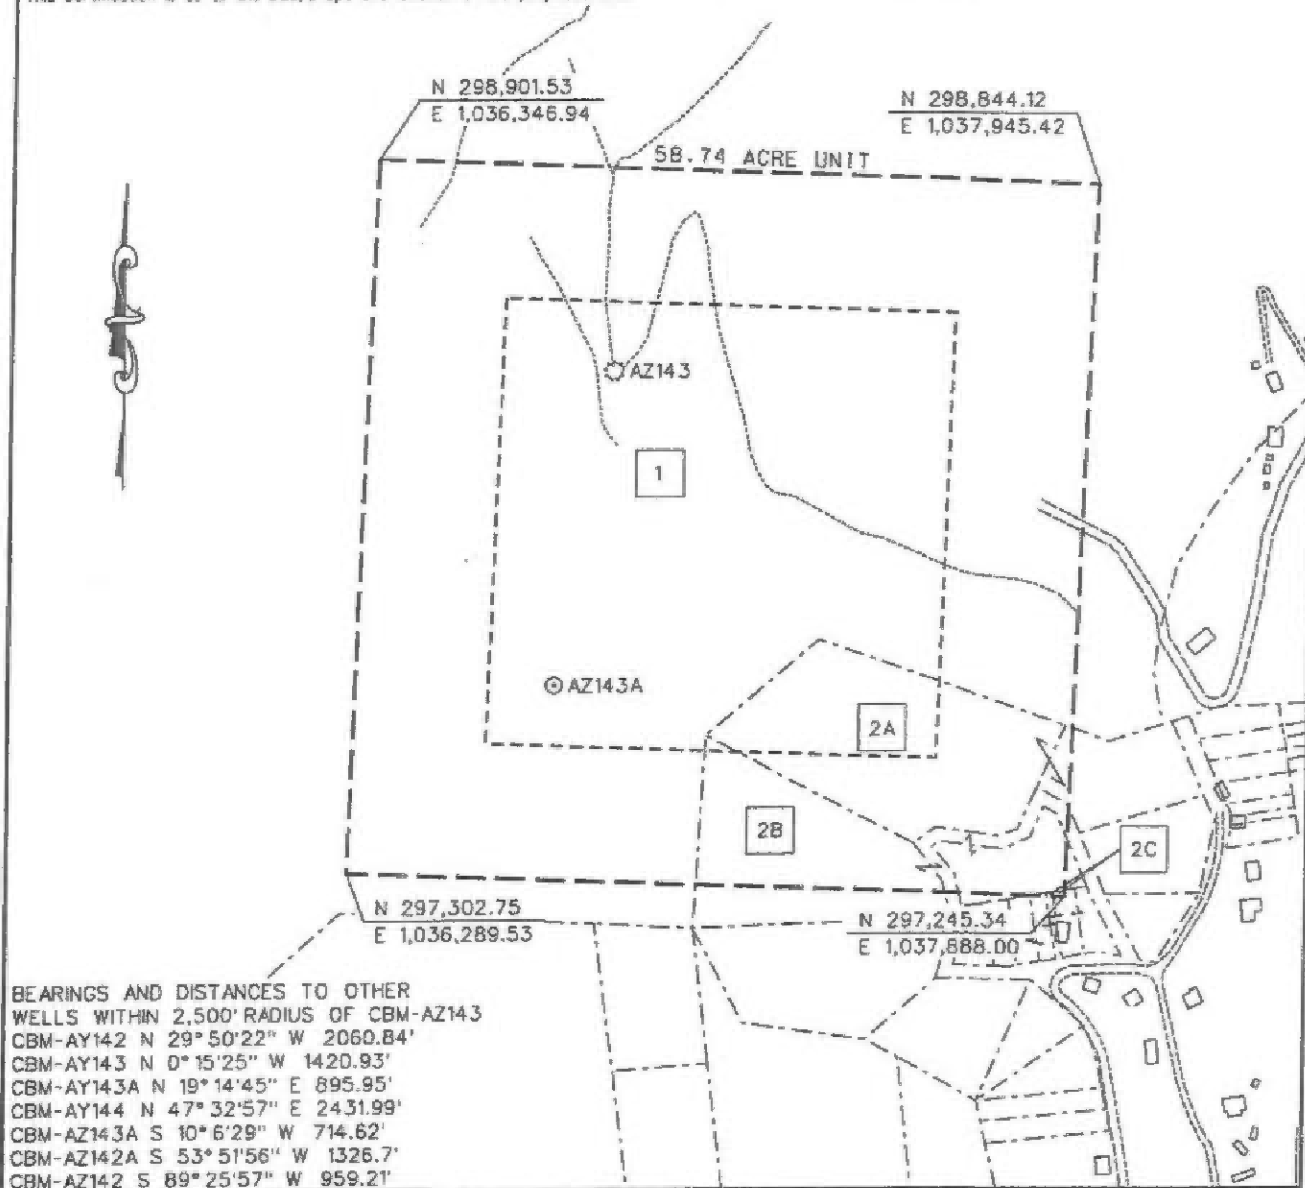 N 298,901.53
E 1,036,346.94
N 298,844.12
E 1,037,945.42
58.74 ACRE UNIT
AZ143
1
AZ143A
2A
2B
2C
N 297,302.75
E 1,036,289.53
N 297,245.34
E 1,037,888.00
BEARINGS AND DISTANCES TO OTHER
WELLS WITHIN 2,500' RADIUS OF CBM-AZ143
CBM-AY142 N 29°50'22" W 2060.84'
CBM-AY143 N 0°15'25" W 1420.93'
CBM-AY143A N 19°14'45" E 895.95'
CBM-AY144 N 47°32'57" E 2431.99'
CBM-AZ143A S 10°6'29" W 714.62'
CBM-AZ142A S 53°51'56" W 1326.7'
CBM-AZ142 S 89°25'57" W 959.21'